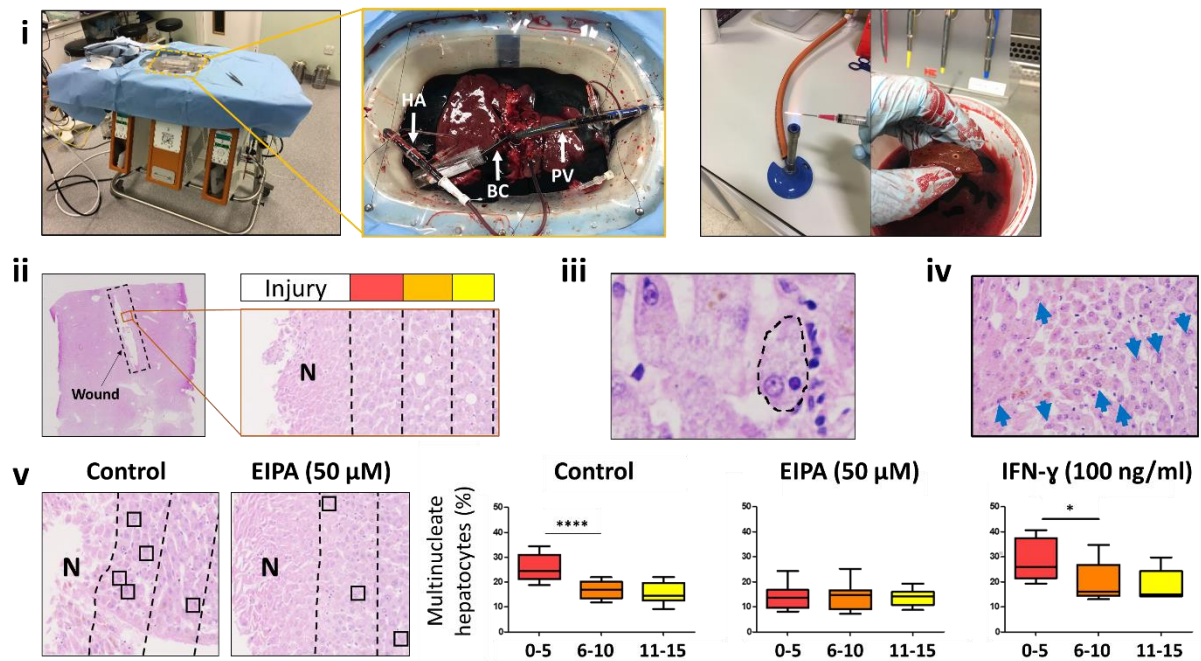 i
HA
BC
PV
ii
Injury
Wound
N
iii
iv
v
Control
EIPA (50 µM)
N
N
Multinucleate
hepatocytes (%)
Control
50
40
30
20
10
0
****
0-5
6-10
11-15
EIPA (50 µM)
50
40
30
20
10
0
0-5
6-10
11-15
IFN-ɣ (100 ng/ml)
50
40
30
20
10
0
*
0-5
6-10
11-15